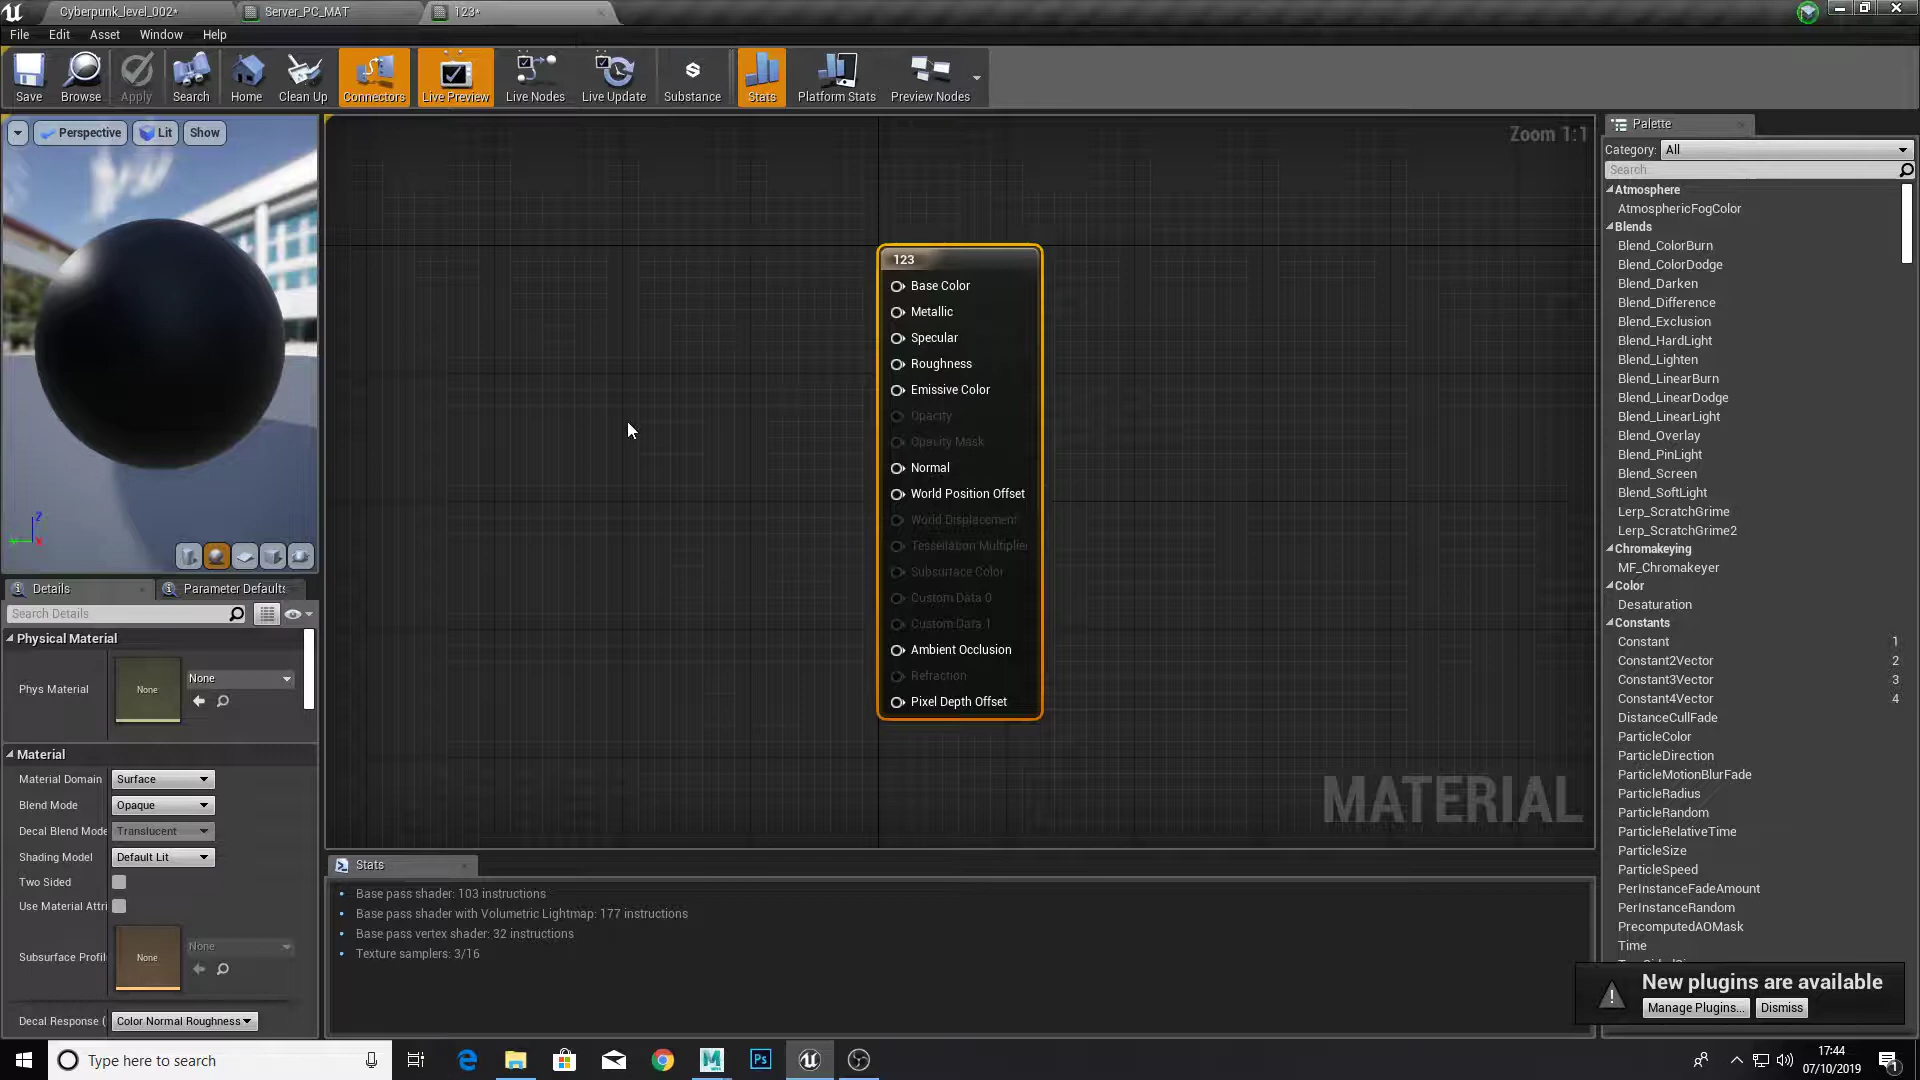 Cyberpunk_level_002*
Server_PC_MAT
123*
File
Edit
Asset
Window
Help
Save
Browse
Apply
Search
Home
Clean Up
Connectors
Live Preview
Live Nodes
Live Update
Substance
Stats
Platform Stats
Preview Nodes
Perspective
Lit
Show
Zoom 1:1
123
Base Color
Metallic
Specular
Roughness
Emissive Color
Opacity
Opacity Mask
Normal
World Position Offset
World Displacement
Tessellation Multiplier
Subsurface Color
Custom Data 0
Custom Data 1
Ambient Occlusion
Refraction
Pixel Depth Offset
MATERIAL
Details
Parameter Defaults
Search Details
Physical Material
Phys Material
None
None
Material
Material Domain
Surface
Blend Mode
Opaque
Decal Blend Mode
Translucent
Shading Model
Default Lit
Two Sided
Use Material Attri
Subsurface Profil
None
None
Decal Response (
Color Normal Roughness
Stats
Base pass shader: 103 instructions
Base pass shader with Volumetric Lightmap: 177 instructions
Base pass vertex shader: 32 instructions
Texture samplers: 3/16
Palette
Category:
All
Search
Atmosphere
AtmosphericFogColor
Blends
Blend_ColorBurn
Blend_ColorDodge
Blend_Darken
Blend_Difference
Blend_Exclusion
Blend_HardLight
Blend_Lighten
Blend_LinearBurn
Blend_LinearDodge
Blend_LinearLight
Blend_Overlay
Blend_PinLight
Blend_Screen
Blend_SoftLight
Lerp_ScratchGrime
Lerp_ScratchGrime2
Chromakeying
MF_Chromakeyer
Color
Desaturation
Constants
Constant 1
Constant2Vector 2
Constant3Vector 3
Constant4Vector 4
DistanceCullFade
ParticleColor
ParticleDirection
ParticleMotionBlurFade
ParticleRadius
ParticleRandom
ParticleRelativeTime
ParticleSize
ParticleSpeed
PerInstanceFadeAmount
PerInstanceRandom
PrecomputedAOMask
Time
New plugins are available
Manage Plugins...
Dismiss
Type here to search
17:44
07/10/2019